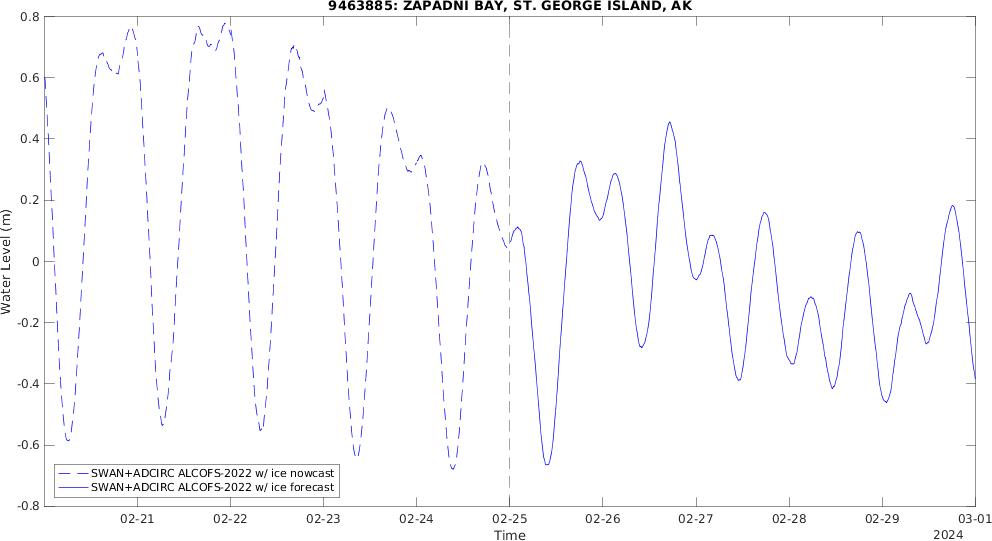 9463885: ZAPADNI BAY, ST. GEORGE ISLAND, AK
0.8
0.6
0.4
0.2
0
-0.2
-0.4
-0.6
-0.8
Water Level (m)
SWAN+ADCIRC ALCOFS-2022 w/ ice nowcast
SWAN+ADCIRC ALCOFS-2022 w/ ice forecast
02-21 02-22 02-23 02-24 02-25 02-26 02-27 02-28 02-29 03-01
Time
2024